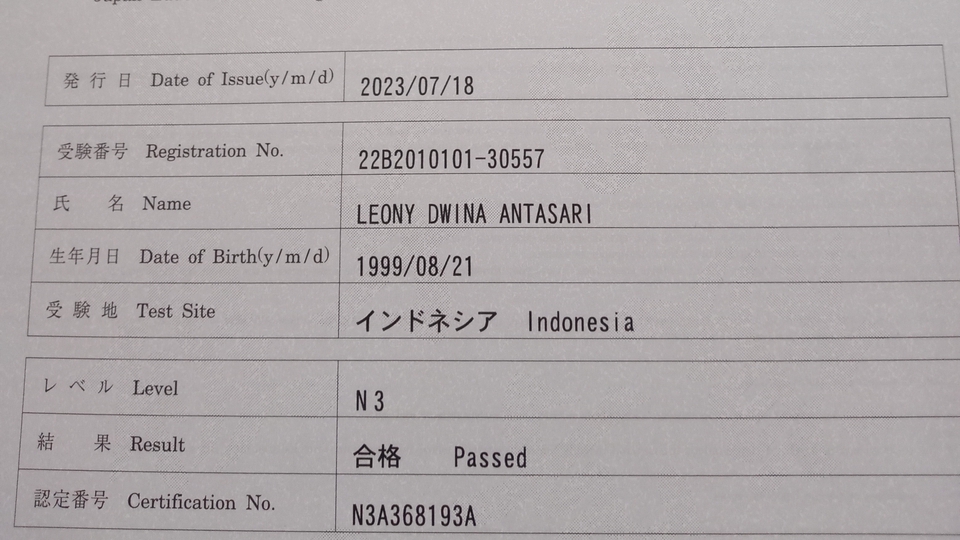 発行日 Date of Issue(y/m/d) 2023/07/18
受験番号 Registration No. 22B2010101-30557
氏名 Name LEONY DWINA ANTASARI
生年月日 Date of Birth(y/m/d) 1999/08/21
受験地 Test Site インドネシア Indonesia
レベル Level N3
結果 Result 合格 Passed
認定番号 Certification No. N3A368193A